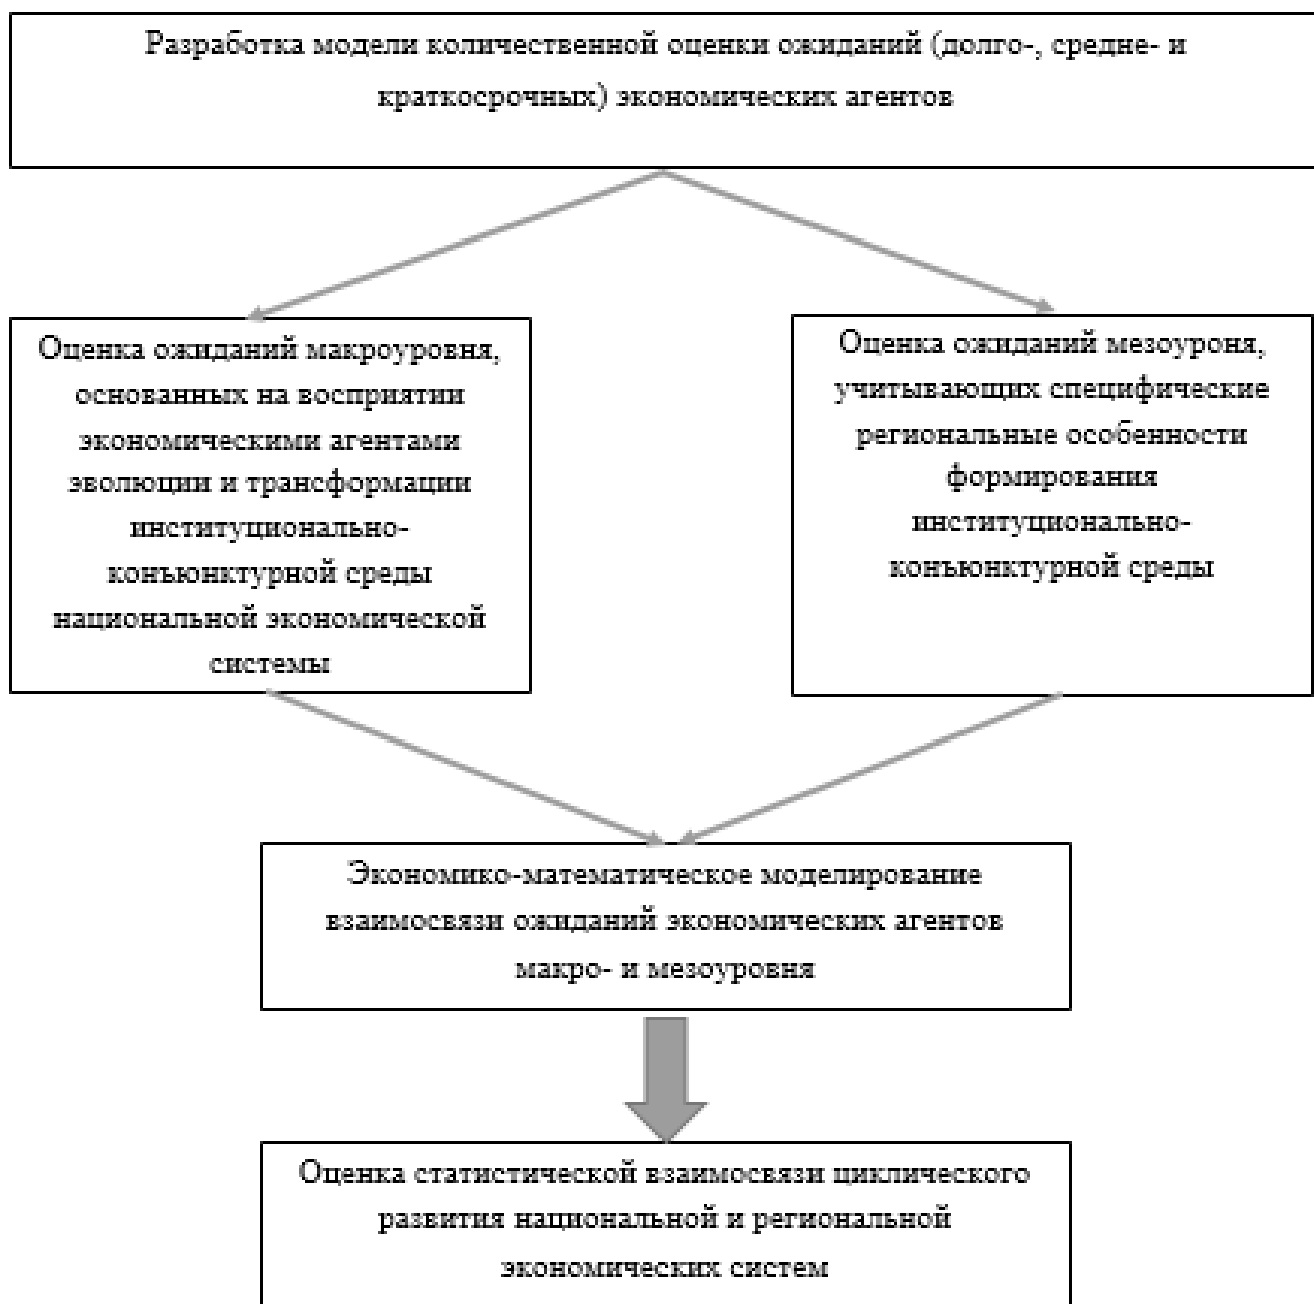 Разработка модели количественной оценки ожиданий (долго-, средне- и
краткосрочных) экономических агентов
Оценка ожиданий макроуровня,
основанных на восприятии
экономическими агентами
эволюции и трансформации
институционально-
конъюнктурной среды
национальной экономической
системы
Оценка ожиданий мезоуроня,
учитывающих специфические
региональные особенности
формирования
институционально-
конъюнктурной среды
Экономико-математическое моделирование
взаимосвязи ожиданий экономических агентов
макро- и мезоуровня
Оценка статистической взаимосвязи циклического
развития национальной и региональной
экономических систем